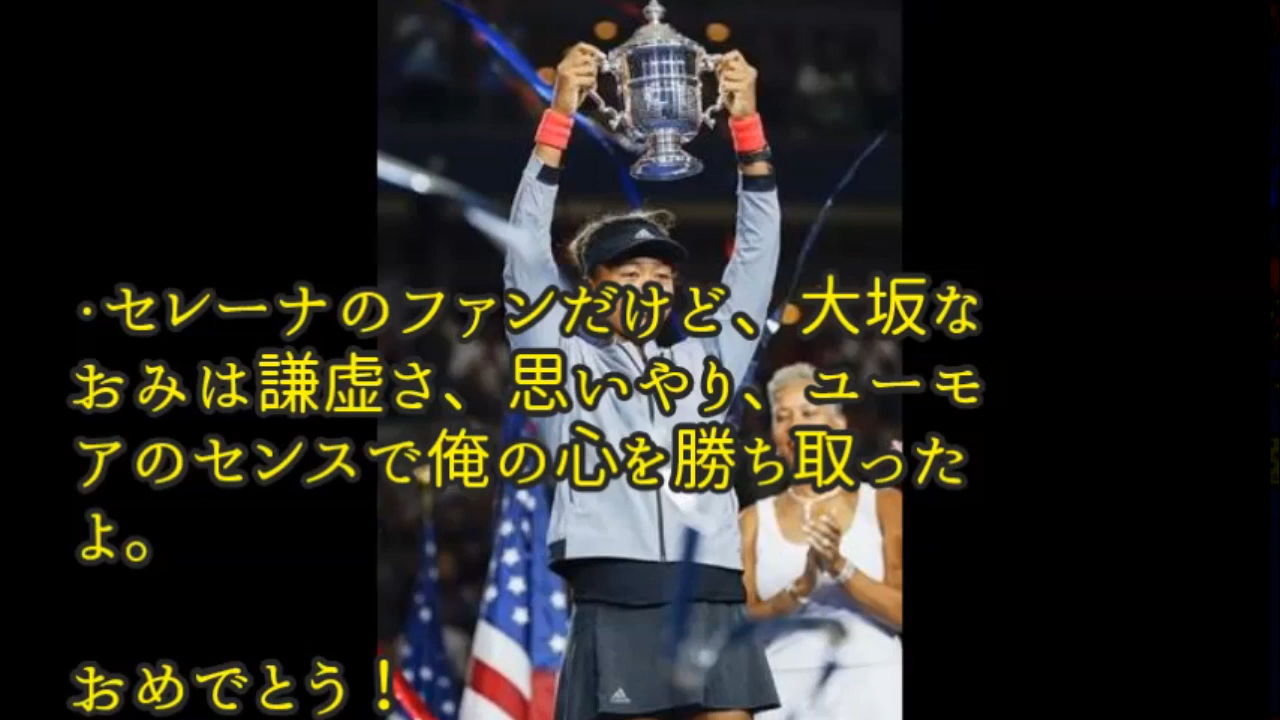 ・セレーナのファンだけど、大坂な
おみは謙虚さ、思いやり、ユーモ
アのセンスで俺の心を勝ち取った
よ。
おめでとう！